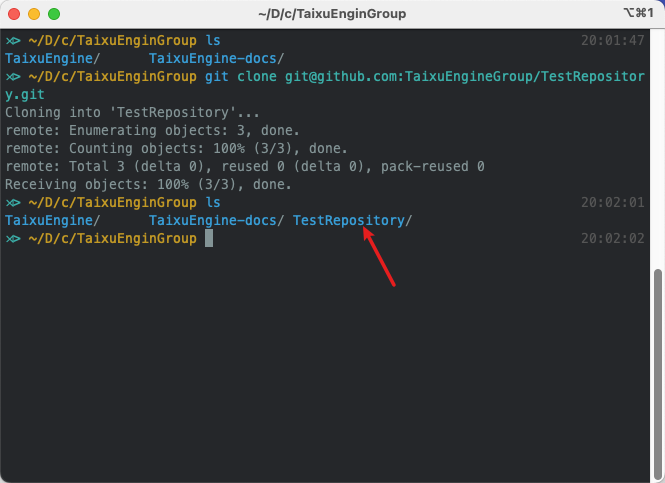 ~/D/c/TaixuEnginGroup
⌥⌘1
⋊> ~/D/c/TaixuEnginGroup ls 20:01:47
TaixuEngine/ TaixuEngine-docs/
⋊> ~/D/c/TaixuEnginGroup git clone git@github.com:TaixuEngineGroup/TestRepositor
y.git
Cloning into 'TestRepository'...
remote: Enumerating objects: 3, done.
remote: Counting objects: 100% (3/3), done.
remote: Total 3 (delta 0), reused 0 (delta 0), pack-reused 0
Receiving objects: 100% (3/3), done.
⋊> ~/D/c/TaixuEnginGroup ls 20:02:01
TaixuEngine/ TaixuEngine-docs/ TestRepository/
⋊> ~/D/c/TaixuEnginGroup 20:02:02